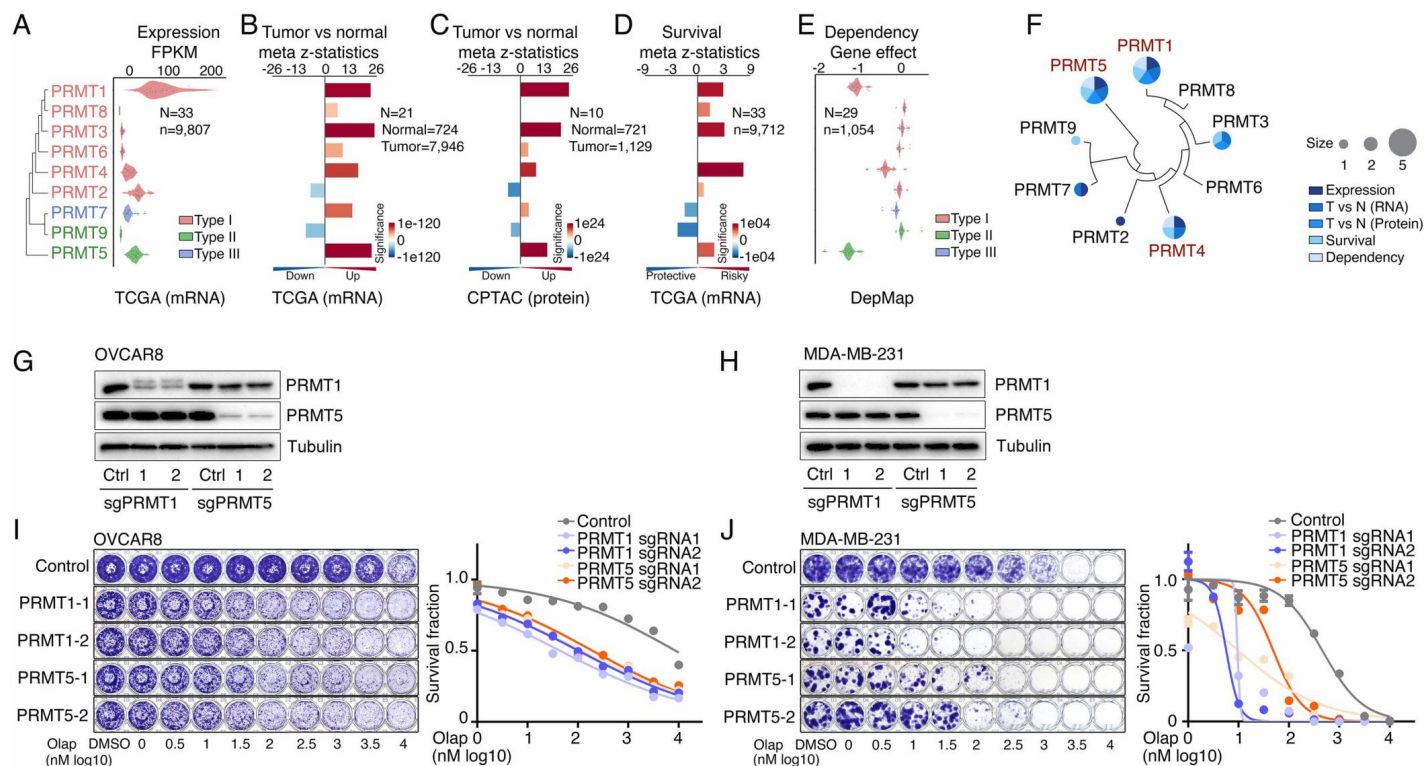 A
Expression
FPKM
0 100 200
PRMT1
PRMT8
PRMT3
PRMT6
PRMT4
PRMT2
PRMT7
PRMT9
PRMT5
N=33
n=9,807
Type I
Type II
Type III
TCGA (mRNA)
B
Tumor vs normal
meta z-statistics
-26 -13 0 13 26
N=21
Normal=724
Tumor=7,946
Significance
1e-120
0
-1e120
Down Up
TCGA (mRNA)
C
Tumor vs normal
meta z-statistics
-26 -13 0 13 26
N=10
Normal=721
Tumor=1,129
Significance
1e24
0
-1e24
Down Up
CPTAC (protein)
D
Survival
meta z-statistics
-9 -3 0 3 9
N=33
n=9,712
Significance
1e04
0
-1e04
Protective Risky
TCGA (mRNA)
E
Dependency
Gene effect
-2 -1 0
N=29
n=1,054
Type I
Type II
Type III
DepMap
F
PRMT1
PRMT5
PRMT8
PRMT9
PRMT3
PRMT7
PRMT6
PRMT2
PRMT4
Size
1 2 5
Expression
T vs N (RNA)
T vs N (Protein)
Survival
Dependency
G
OVCAR8
PRMT1
PRMT5
Tubulin
Ctrl 1 2 Ctrl 1 2
sgPRMT1 sgPRMT5
H
MDA-MB-231
PRMT1
PRMT5
Tubulin
Ctrl 1 2 Ctrl 1 2
sgPRMT1 sgPRMT5
I
OVCAR8
Control
PRMT1-1
PRMT1-2
PRMT5-1
PRMT5-2
Olap DMSO 0 0.5 1 1.5 2 2.5 3 3.5 4
(nM log10)
Control
PRMT1 sgRNA1
PRMT1 sgRNA2
PRMT5 sgRNA1
PRMT5 sgRNA2
Survival fraction
1.0
0.5
0
0 1 2 3 4
Olap
(nM log10)
J
MDA-MB-231
Control
PRMT1-1
PRMT1-2
PRMT5-1
PRMT5-2
Olap DMSO 0 0.5 1 1.5 2 2.5 3 3.5 4
(nM log10)
Control
PRMT1 sgRNA1
PRMT1 sgRNA2
PRMT5 sgRNA1
PRMT5 sgRNA2
Survival fraction
1.0
0.5
0
0 1 2 3 4
Olap
(nM log10)